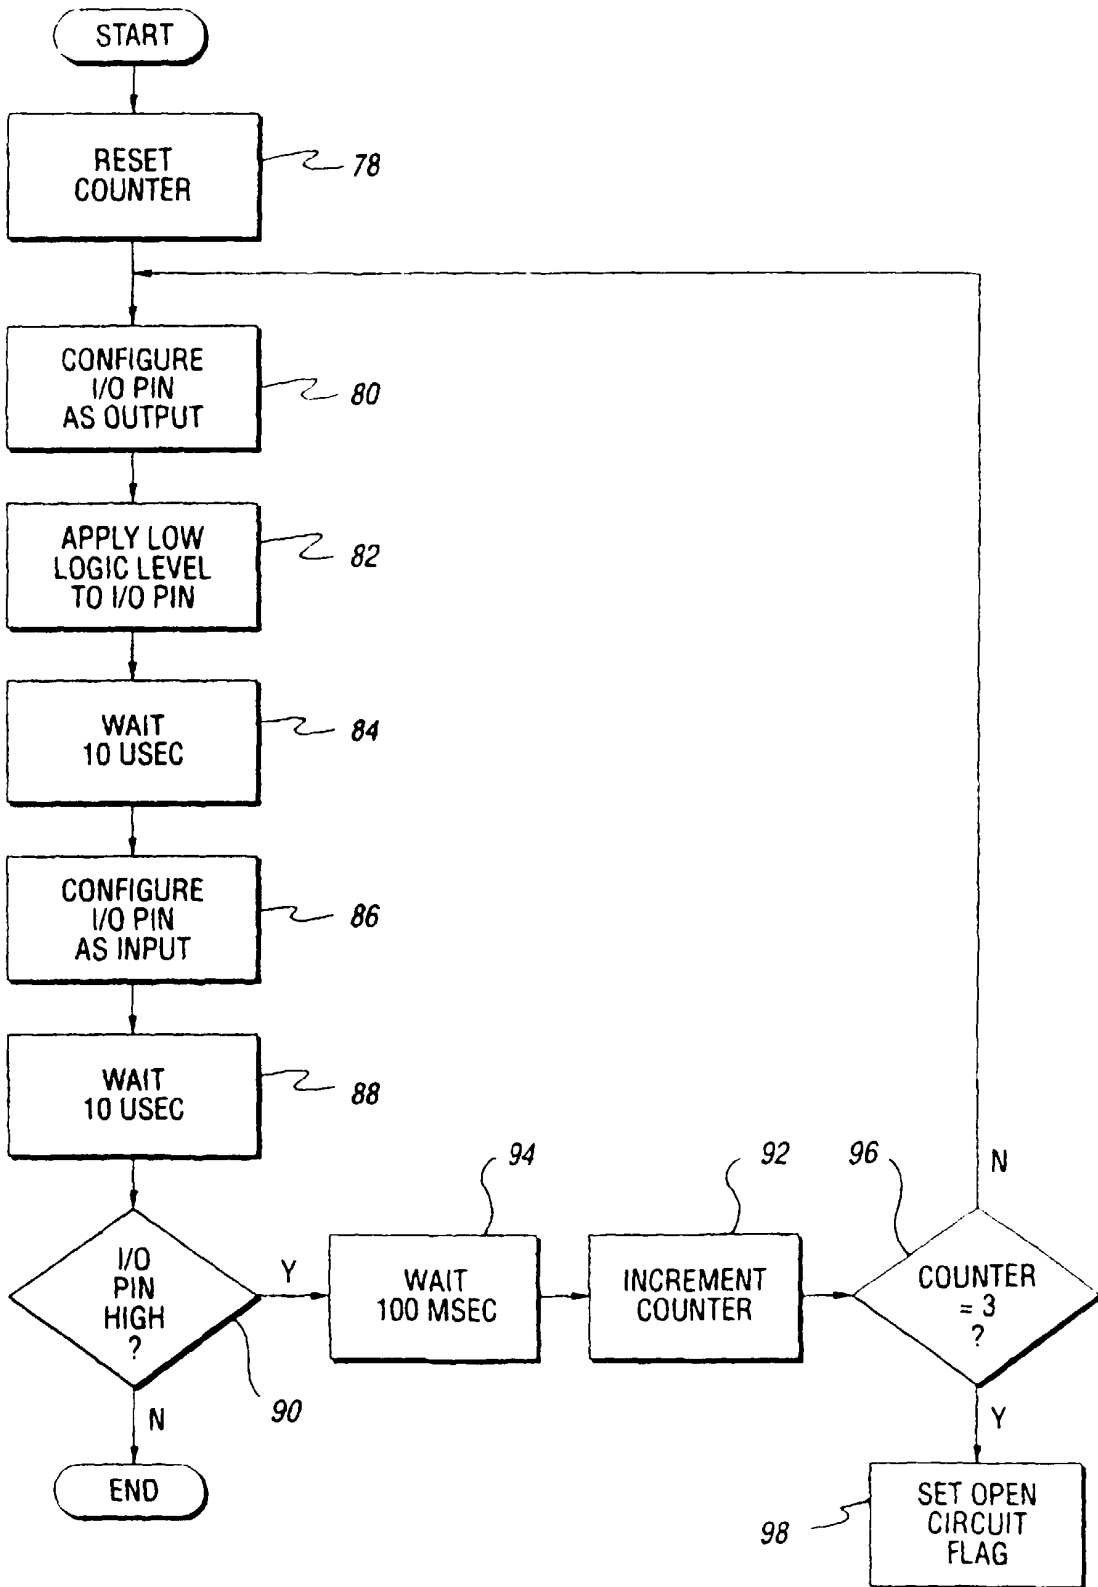 START
RESET
COUNTER
78
CONFIGURE
I/O PIN
AS OUTPUT
80
APPLY LOW
LOGIC LEVEL
TO I/O PIN
82
WAIT
10 USEC
84
CONFIGURE
I/O PIN
AS INPUT
86
WAIT
10 USEC
88
I/O
PIN
HIGH
?
90
Y
N
END
94
WAIT
100 MSEC
92
INCREMENT
COUNTER
96
COUNTER
= 3
?
N
Y
SET OPEN
CIRCUIT
FLAG
98